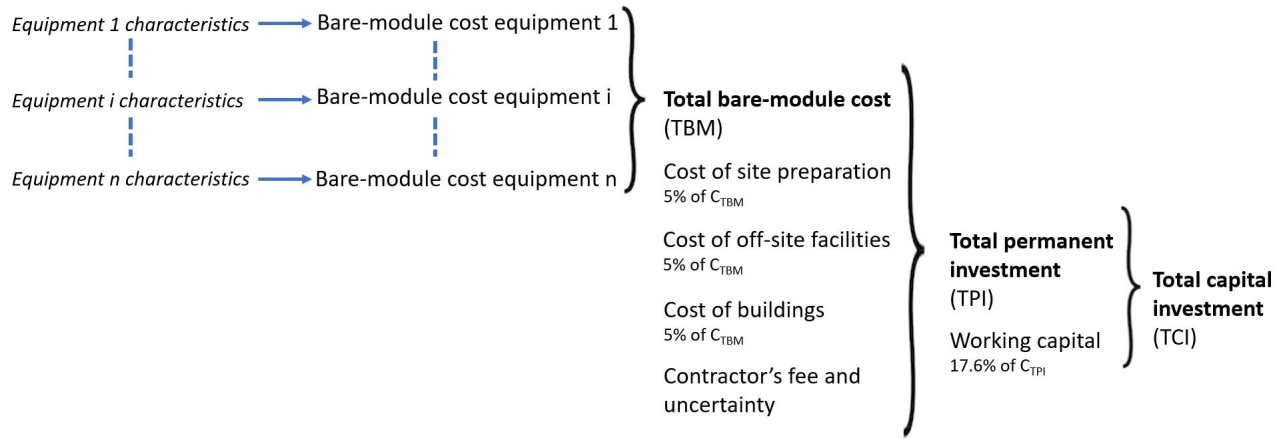 Equipment 1 characteristics
Bare-module cost equipment 1
Equipment i characteristics
Bare-module cost equipment i
Equipment n characteristics
Bare-module cost equipment n
Total bare-module cost
(TBM)
Cost of site preparation
5% of CTBM
Cost of off-site facilities
5% of CTBM
Cost of buildings
5% of CTBM
Contractor's fee and
uncertainty
Total permanent
investment
(TPI)
Working capital
17.6% of CTPI
Total capital
investment
(TCI)